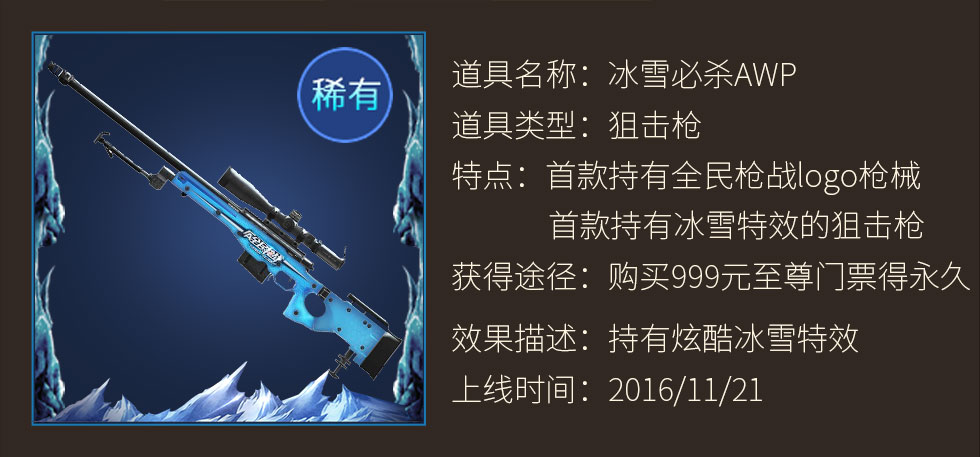 稀有
全民枪战
道具名称：冰雪必杀AWP
道具类型：狙击枪
特点：首款持有全民枪战logo枪械
首款持有冰雪特效的狙击枪
获得途径：购买999元至尊门票得永久
效果描述：持有炫酷冰雪特效
上线时间：2016/11/21